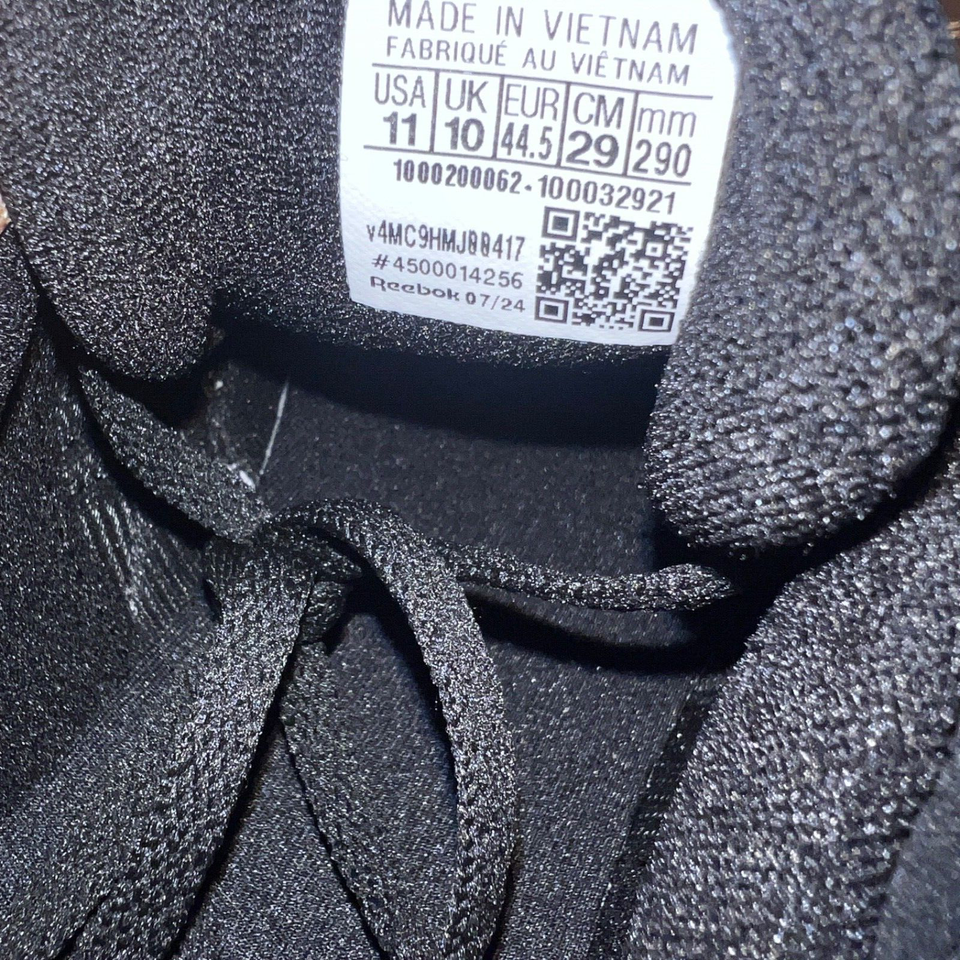 MADE IN VIETNAM
FABRIQUÉ AU VIÊTNAM
USA UK EUR CM mm
11 10 44.5 29 290
1000200062-100032921
#4500014256
Reebok 07/24